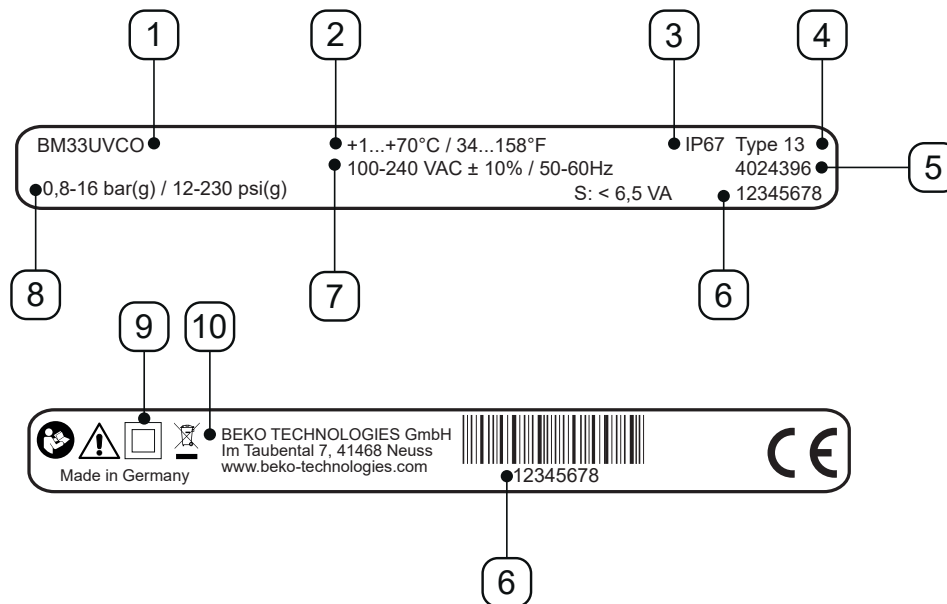 1 2 3 4
BM33UVCO +1...+70°C / 34...158°F IP67 Type 13
100-240 VAC ± 10% / 50-60Hz 4024396 5
0,8-16 bar(g) / 12-230 psi(g) S: < 6,5 VA 12345678
8 7 6
9 10
BEKO TECHNOLOGIES GmbH
Im Taubental 7, 41468 Neuss
www.beko-technologies.com
Made in Germany
12345678
CE
6